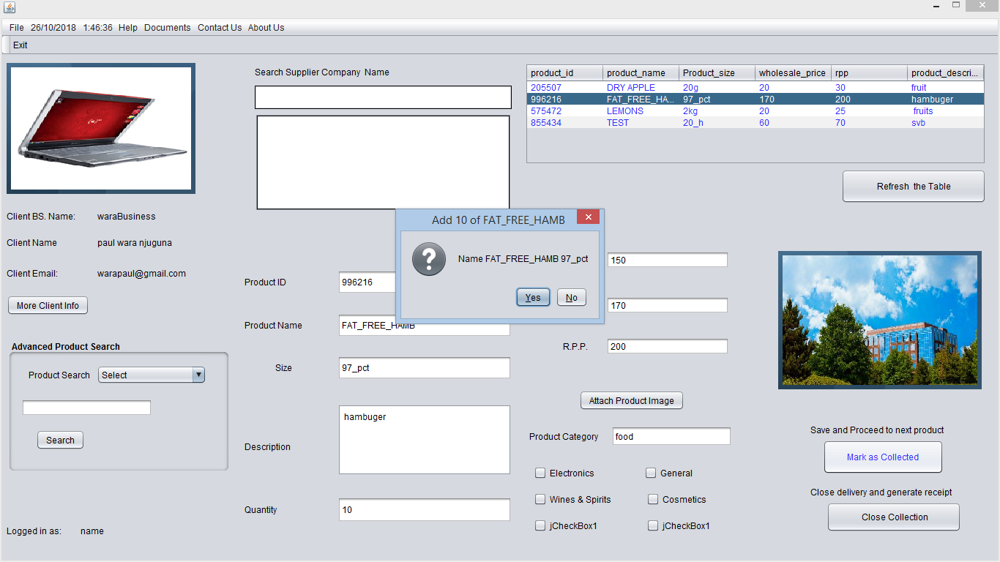 File 26/10/2018 1:46:36 Help Documents Contact Us About Us
Exit
Search Supplier Company Name
product_id product_name Product_size wholesale_price rpp product_descri...
205507 DRY APPLE 20g 20 30 fruit
996216 FAT_FREE_HA... 97_pct 170 200 hambuger
575472 LEMONS 2kg 20 25 fruits
855434 TEST 20_h 60 70 svb
Refresh the Table
Client BS. Name: waraBusiness
Client Name paul wara njuguna
Client Email: warapaul@gmail.com
More Client Info
Add 10 of FAT_FREE_HAMB
Name FAT_FREE_HAMB 97_pct
Yes No
150
170
R.P.P. 200
Product ID 996216
Product Name FAT_FREE_HAMB
Size 97_pct
Description hambuger
Quantity 10
Advanced Product Search
Product Search Select
Search
Attach Product Image
Product Category food
Electronics General
Wines & Spirits Cosmetics
jCheckBox1 jCheckBox1
Save and Proceed to next product
Mark as Collected
Close delivery and generate receipt
Close Collection
Logged in as: name